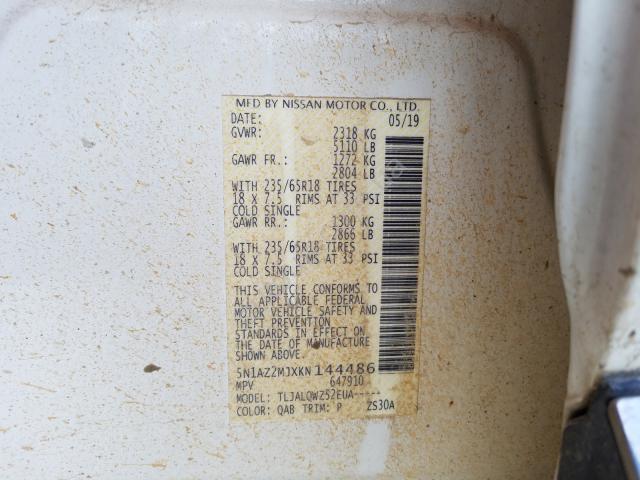 MFD BY NISSAN MOTOR CO., LTD.
DATE: 05/19
GVWR: 2318 KG
5110 LB
GAWR FR.: 1272 KG
2804 LB
WITH 235/65R18 TIRES
18 X 7.5 RIMS AT 33 PSI
COLD SINGLE
GAWR RR.: 1300 KG
2866 LB
WITH 235/65R18 TIRES
18 X 7.5 RIMS AT 33 PSI
COLD SINGLE
THIS VEHICLE CONFORMS TO
ALL APPLICABLE FEDERAL
MOTOR VEHICLE SAFETY AND
THEFT PREVENTION
STANDARDS IN EFFECT ON
THE DATE OF MANUFACTURE
SHOWN ABOVE.
5N1AZ2MJXKN144486
MPV 647910
MODEL: TLJALQWZ52EUA-----
COLOR: QAB TRIM: P ZS30A